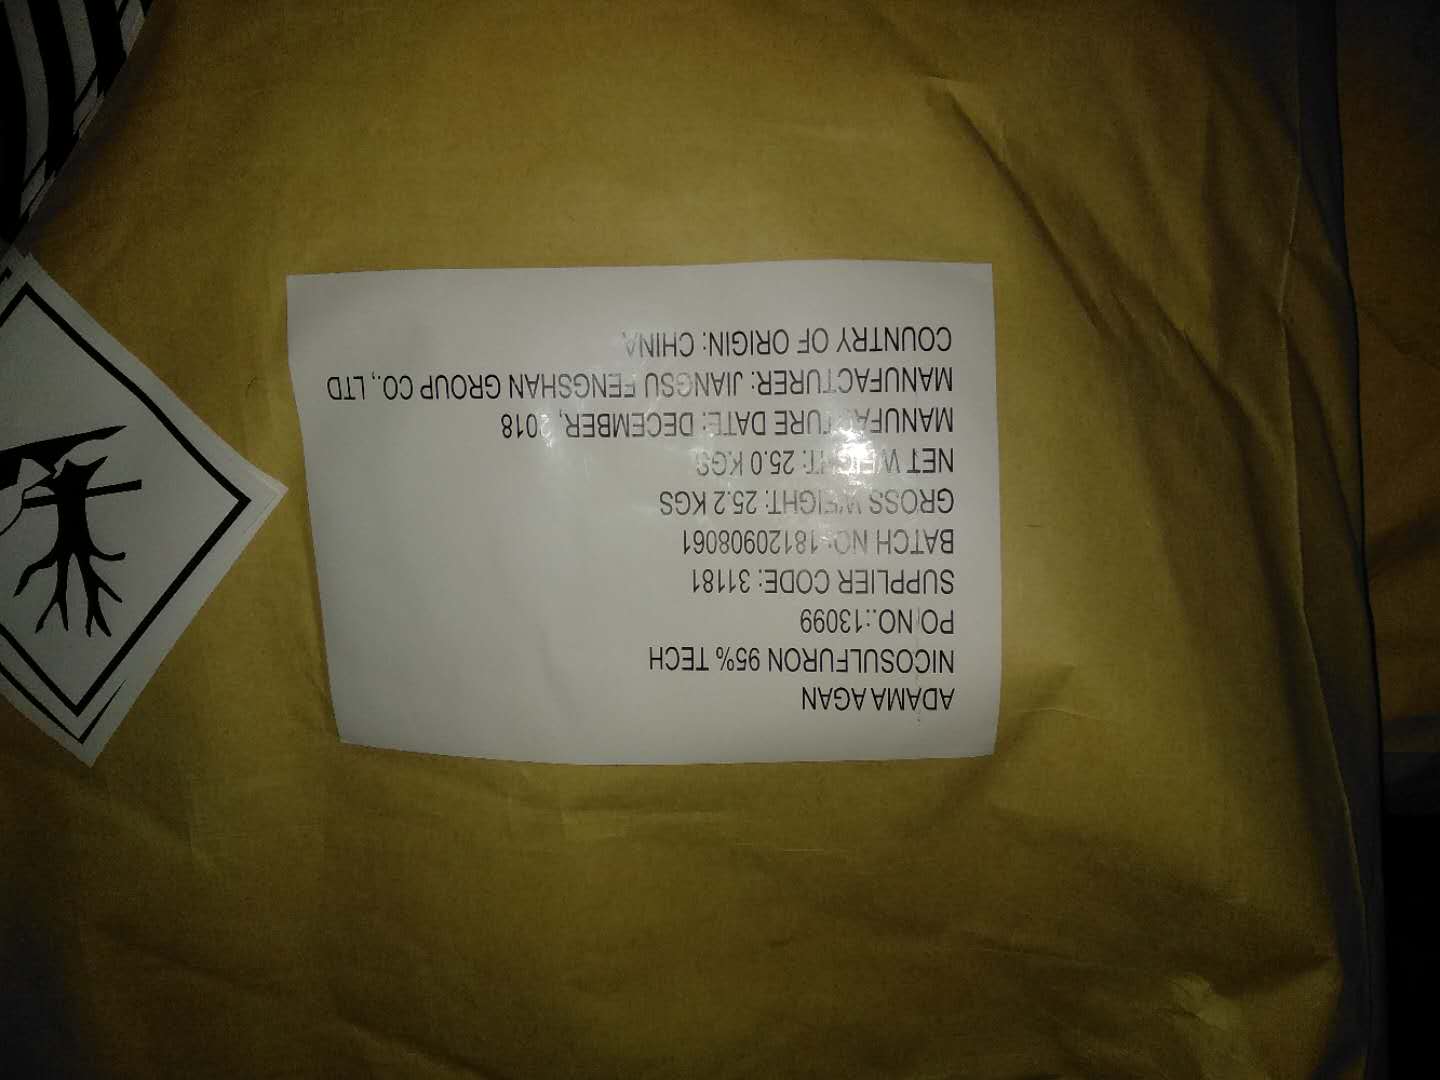 ADAMA AGAN
NICOSULFURON 95% TECH
PO NO.:13099
SUPPLIER CODE: 31181
BATCH NO: 18120908061
GROSS WEIGHT: 25.2 KGS
NET WEIGHT: 25.0 KGS
MANUFACTURE DATE: DECEMBER, 2018
MANUFACTURER: JIANGSU FENGSHAN GROUP CO., LTD
COUNTRY OF ORIGIN: CHINA